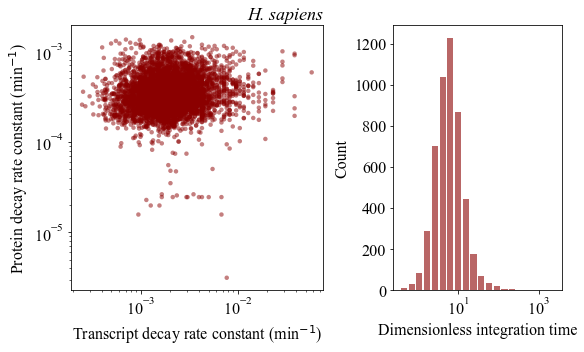 H. sapiens
Protein decay rate constant (min⁻¹)
10⁻³
10⁻⁴
10⁻⁵
10⁻³ 10⁻²
Transcript decay rate constant (min⁻¹)
Count
1200
1000
800
600
400
200
0
10¹ 10³
Dimensionless integration time